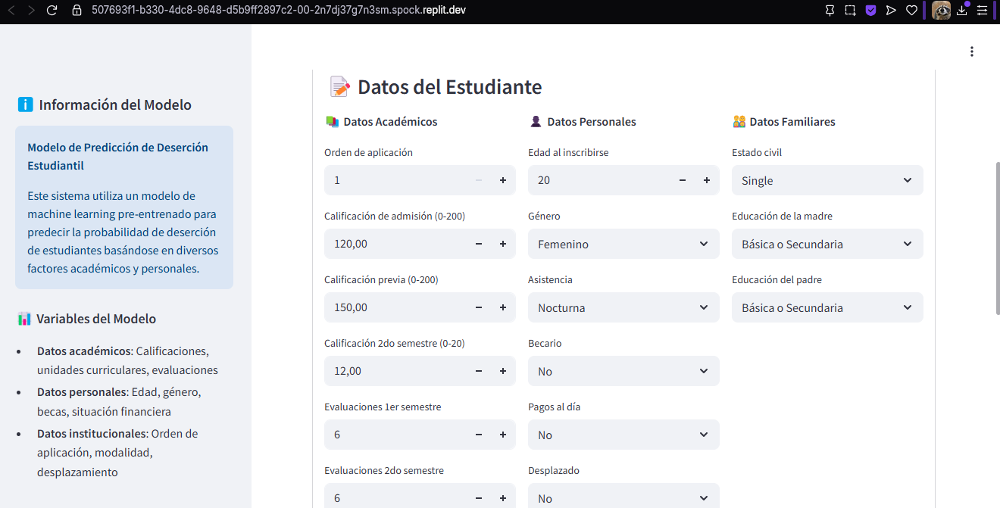 507693f1-b330-4dc8-9648-d5b9ff2897c2-00-2n7dj37g7n3sm.spock.replit.dev
Información del Modelo
Modelo de Predicción de Deserción
Estudiantil
Este sistema utiliza un modelo de
machine learning pre-entrenado para
predecir la probabilidad de deserción
de estudiantes basándose en diversos
factores académicos y personales.
Variables del Modelo
• Datos académicos: Calificaciones,
unidades curriculares, evaluaciones
• Datos personales: Edad, género,
becas, situación financiera
• Datos institucionales: Orden de
aplicación, modalidad,
desplazamiento
Datos del Estudiante
Datos Académicos
Orden de aplicación
1
Calificación de admisión (0-200)
120,00
Calificación previa (0-200)
150,00
Calificación 2do semestre (0-20)
12,00
Evaluaciones 1er semestre
6
Evaluaciones 2do semestre
6
Datos Personales
Edad al inscribirse
20
Género
Femenino
Asistencia
Nocturna
Becario
No
Pagos al día
No
Desplazado
No
Datos Familiares
Estado civil
Single
Educación de la madre
Básica o Secundaria
Educación del padre
Básica o Secundaria